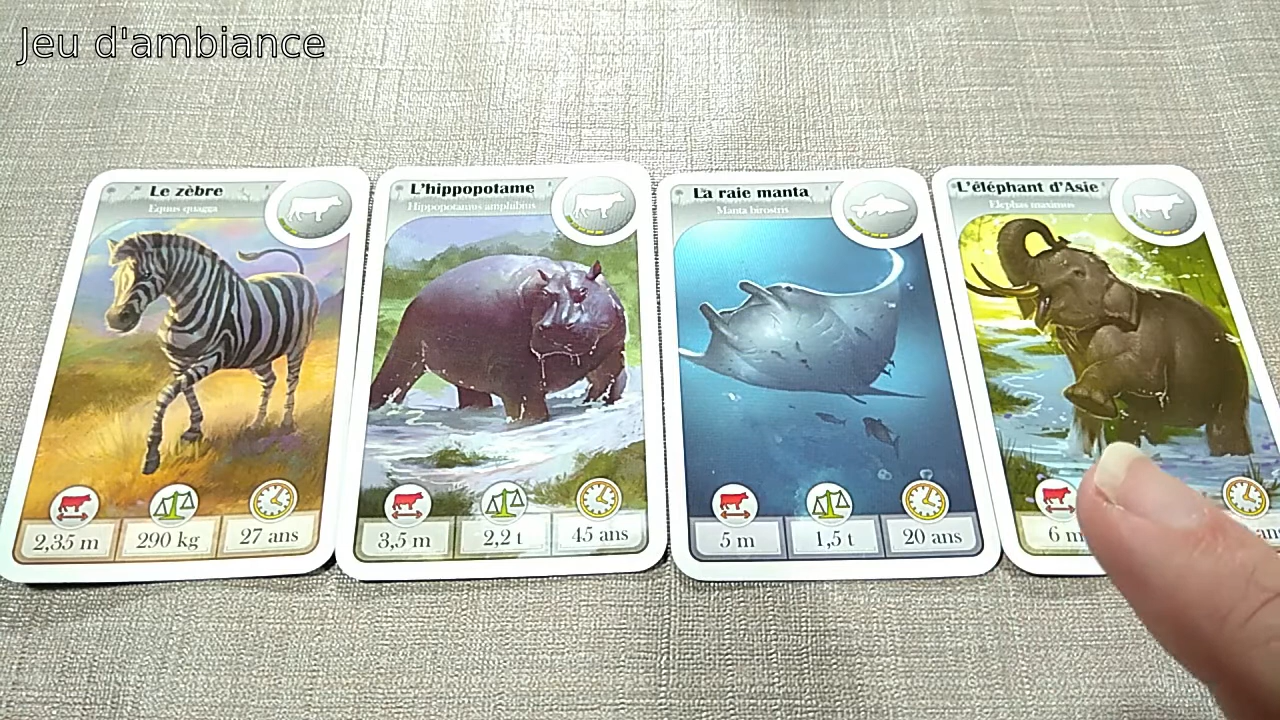 Jeu d'ambiance
Le zèbre
Equus quagga
2,35 m
290 kg
27 ans
L'hippopotame
Hippopotamus amphibius
3,5 m
2,2 t
45 ans
La raie manta
Manta birostris
5 m
1,5 t
20 ans
L'éléphant d'Asie
Elephas maximus
6 m